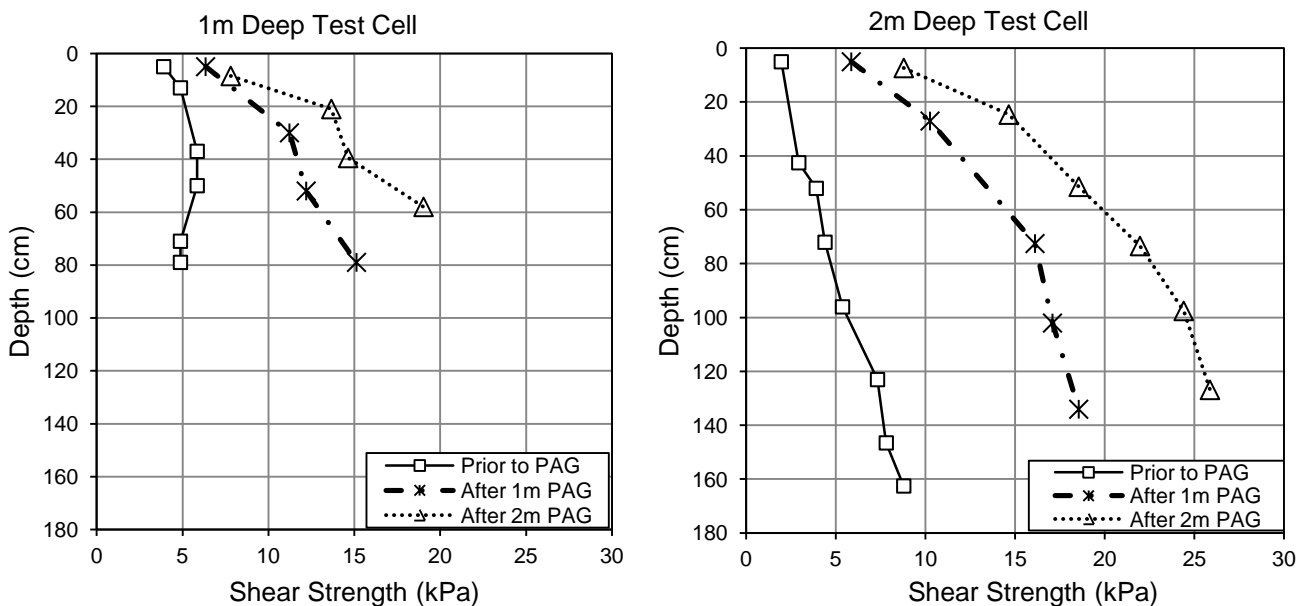 1m Deep Test Cell
0
20
40
60
80
100
120
140
160
180
Depth (cm)
Prior to PAG
After 1m PAG
After 2m PAG
0 5 10 15 20 25 30
Shear Strength (kPa)
2m Deep Test Cell
0
20
40
60
80
100
120
140
160
180
Depth (cm)
Prior to PAG
After 1m PAG
After 2m PAG
0 5 10 15 20 25 30
Shear Strength (kPa)